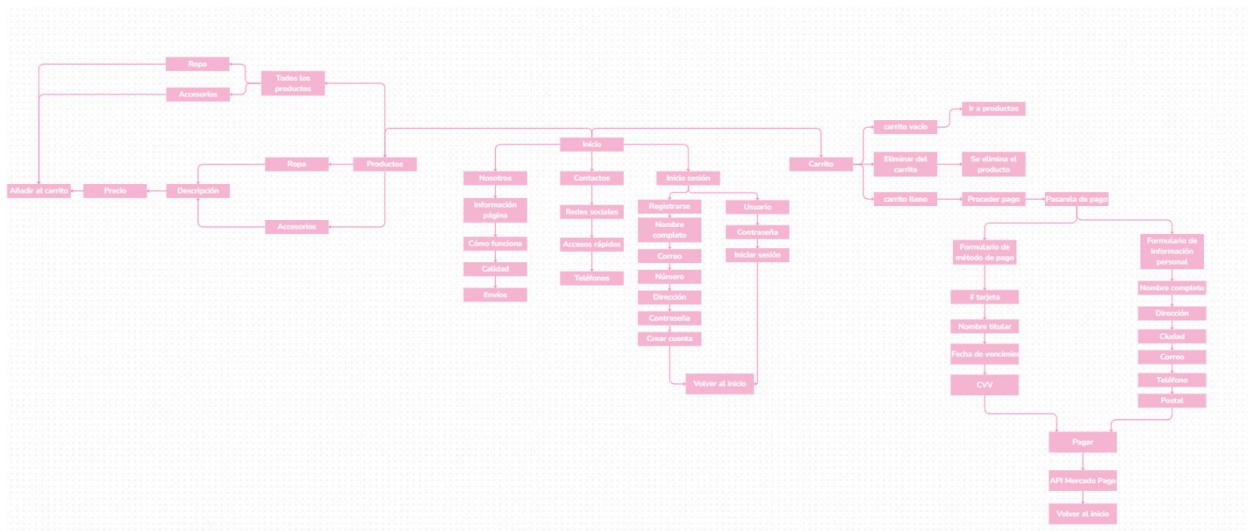 Ropa
Todos los
productos
Accesorios
Ir a productos
carrito vacío
Inicio
Ropa
Productos
Carrito
Eliminar del
carrito
Se elimina el
producto
Nosotros
Contactos
Inicio sesión
Añadir al carrito
Precio
Descripción
carrito lleno
Proceder pago
Pasarela de pago
Información
página
Redes sociales
Registrarse
Usuario
Accesorios
Nombre
completo
Contraseña
Cómo funciona
Accesos rápidos
Correo
Iniciar sesión
Formulario de
método de pago
Formulario de
información
personal
Calidad
Teléfonos
Número
Envíos
Dirección
# tarjeta
Nombre completo
Contraseña
Nombre titular
Dirección
Crear cuenta
Ciudad
Fecha de vencimie
Correo
Volver al inicio
CVV
Teléfono
Postal
Pagar
API Mercado Pago
Volver al inicio